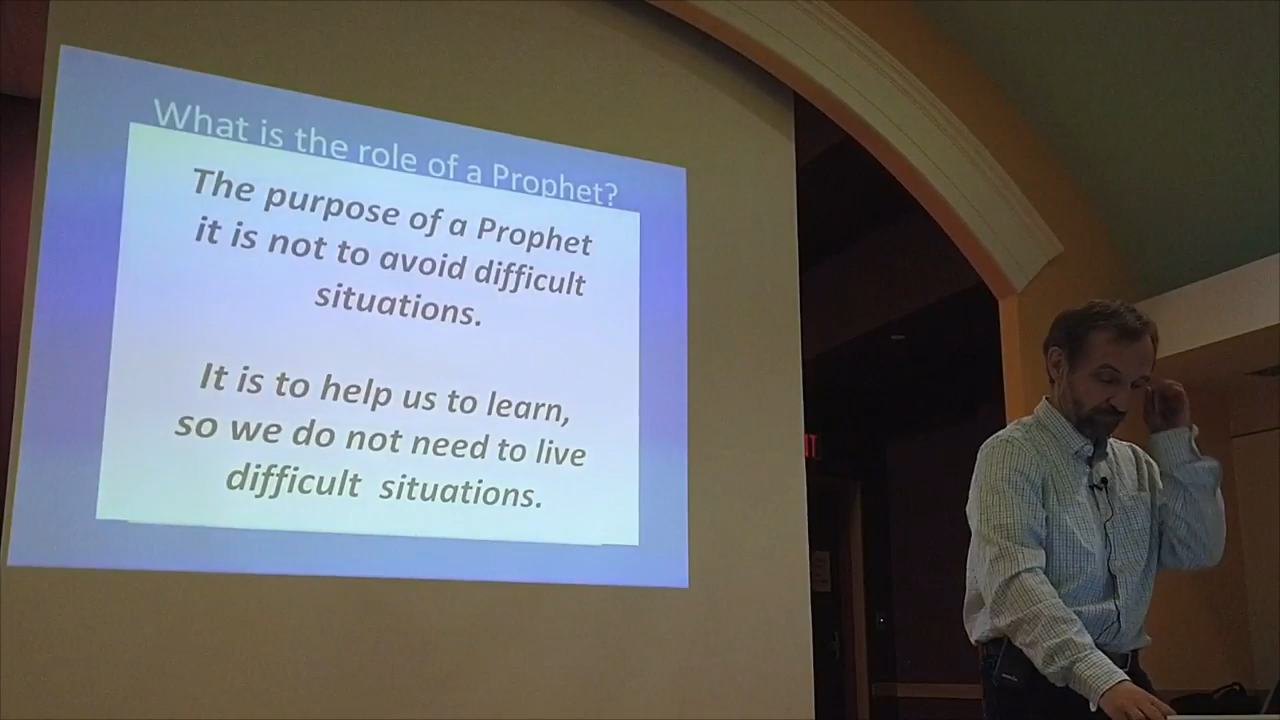 What is the role of a Prophet?
The purpose of a Prophet
it is not to avoid difficult
situations.
It is to help us to learn,
so we do not need to live
difficult situations.